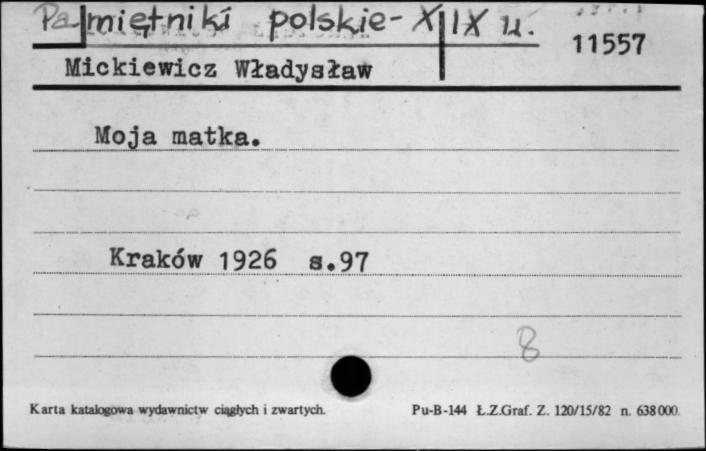 Pamiętniki polskie - XIX w.
11557
Mickiewicz Władysław
Moja matka.
Kraków 1926 s.97
8
Karta katalogowa wydawnictw ciągłych i zwartych.
Pu-B-144 Ł.Z.Graf. Z. 120/15/82 n. 638000.